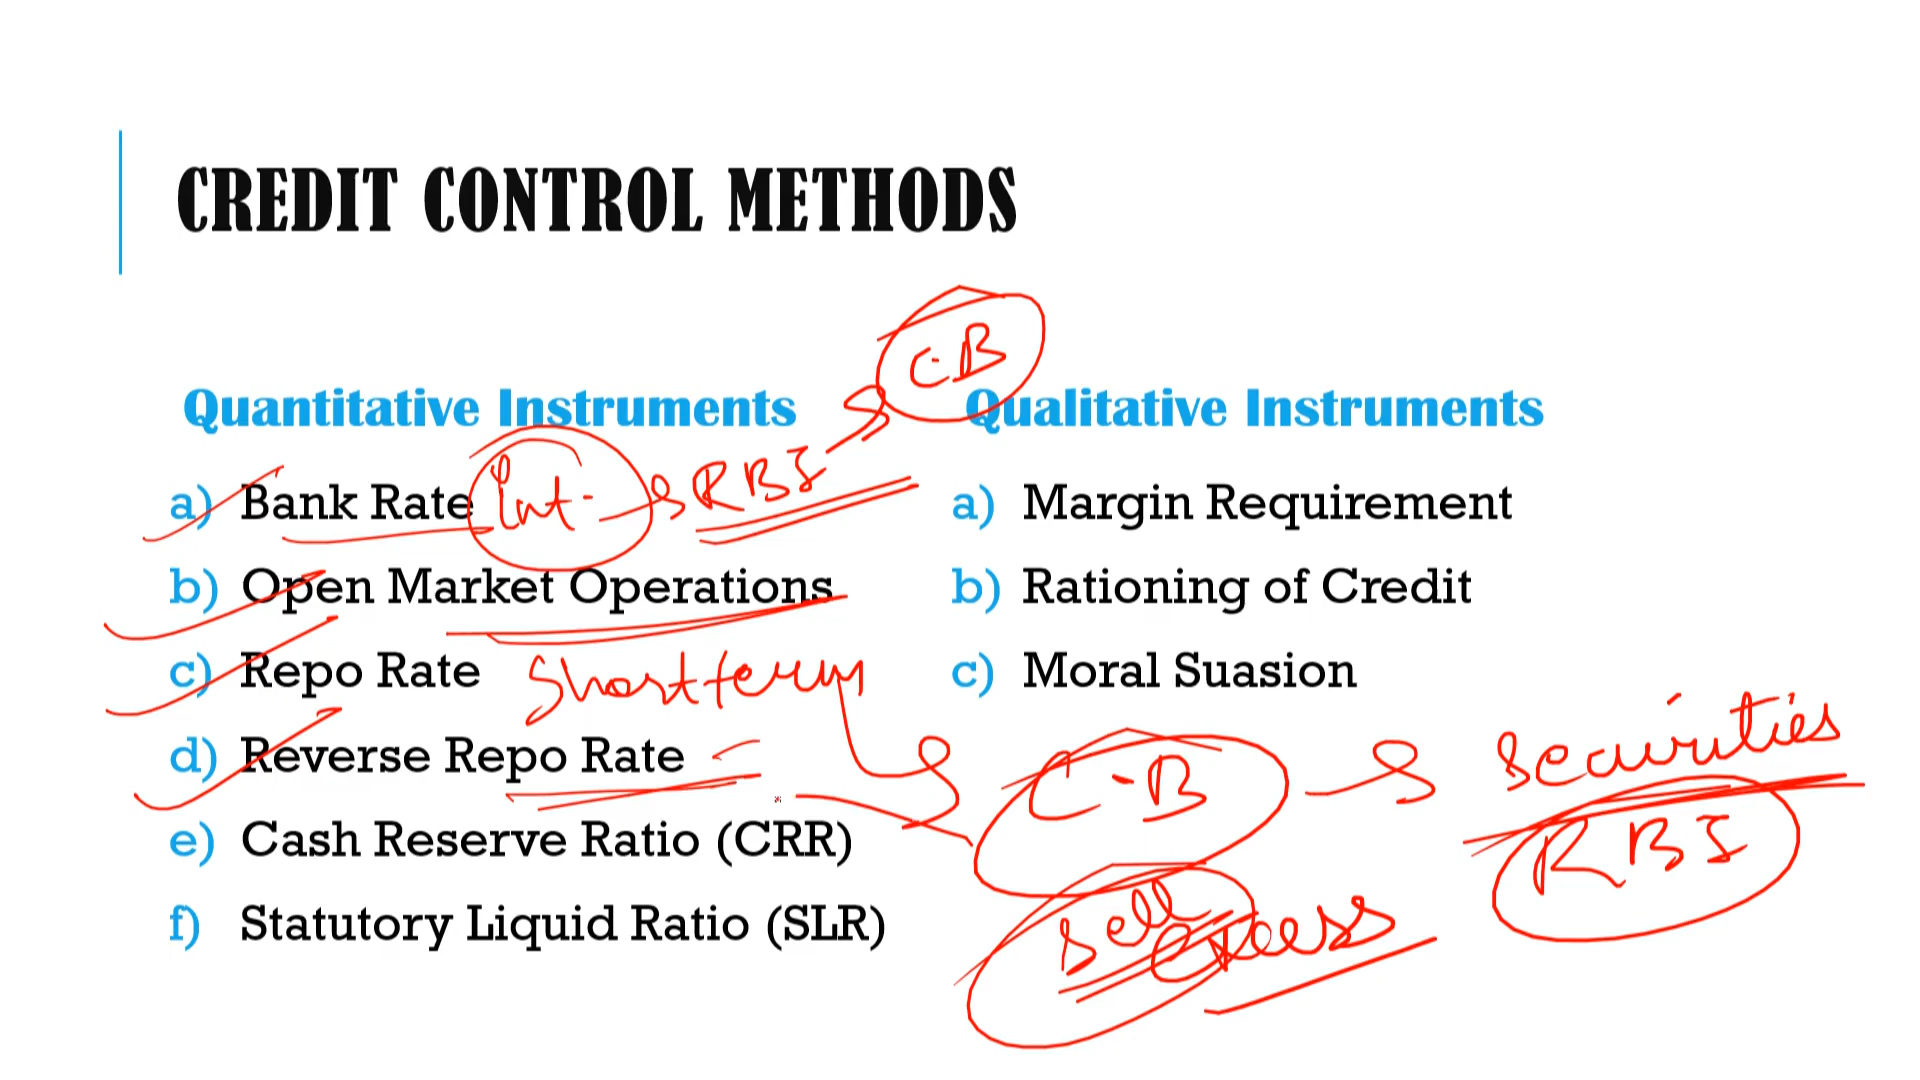 CREDIT CONTROL METHODS
C-B
Quantitative Instruments
a) Bank Rate Int- RBI
b) Open Market Operations
c) Repo Rate Short term
d) Reverse Repo Rate
e) Cash Reserve Ratio (CRR)
f) Statutory Liquid Ratio (SLR)
Qualitative Instruments
a) Margin Requirement
b) Rationing of Credit
c) Moral Suasion
C-B Securities
RBI
Sell excess